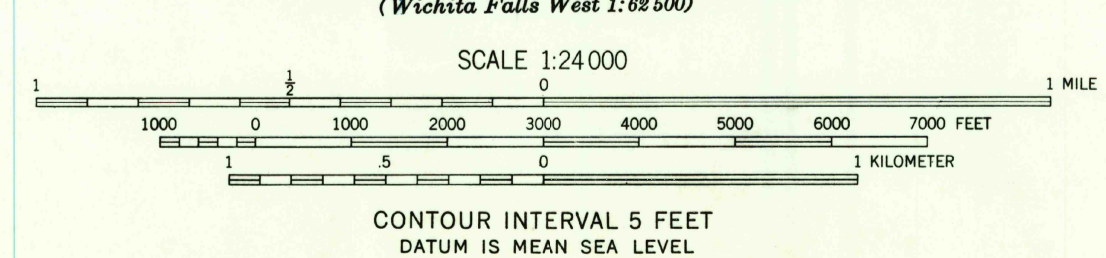 (Wichita Falls West 1:62 500)
SCALE 1:24 000
1 1/2 0 1 MILE
1000 0 1000 2000 3000 4000 5000 6000 7000 FEET
1 .5 0 1 KILOMETER
CONTOUR INTERVAL 5 FEET
DATUM IS MEAN SEA LEVEL